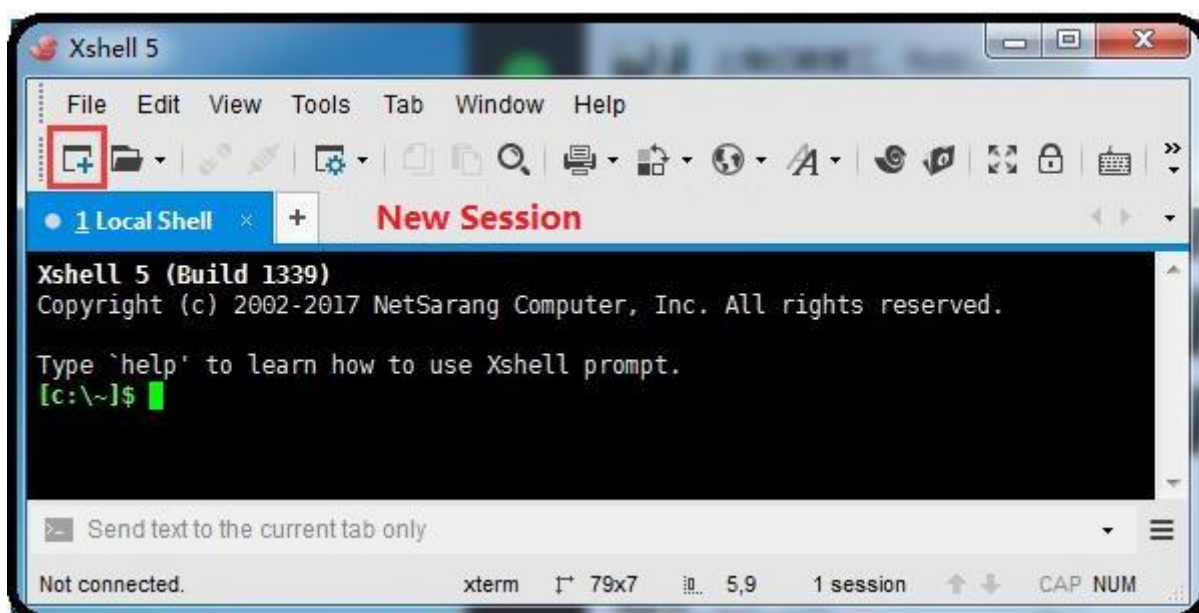 Xshell 5
File Edit View Tools Tab Window Help
1 Local Shell × + New Session
Xshell 5 (Build 1339)
Copyright (c) 2002-2017 NetSarang Computer, Inc. All rights reserved.
Type `help' to learn how to use Xshell prompt.
[c:\~]$
Send text to the current tab only
Not connected. xterm 79x7 5,9 1 session CAP NUM